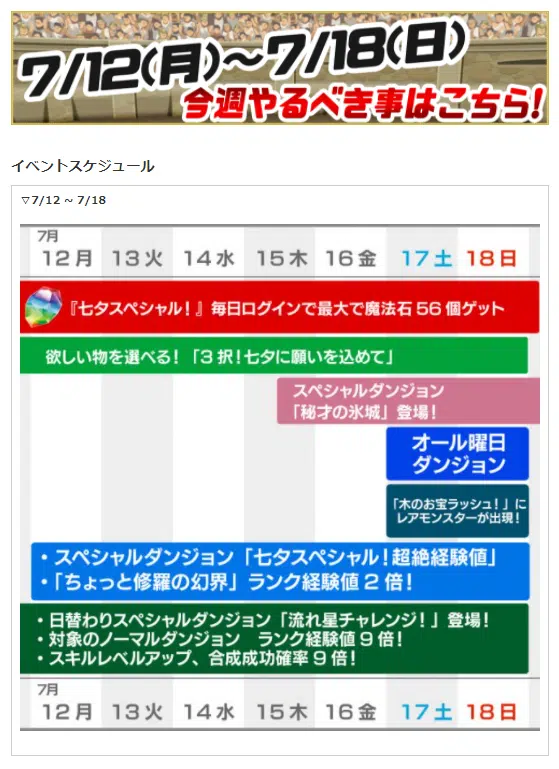 7/12(月)～7/18(日)
今週やるべき事はこちら!
イベントスケジュール
▽7/12 ~ 7/18
7月
12月 13火 14水 15木 16金 17土 18日
『七夕スペシャル!』毎日ログインで最大で魔法石56個ゲット
欲しい物を選べる!「3択!七夕に願いを込めて」
スペシャルダンジョン
「秘才の氷城」登場!
オール曜日
ダンジョン
「木のお宝ラッシュ!」に
レアモンスターが出現!
・スペシャルダンジョン「七夕スペシャル!超絶経験値」
・「ちょっと修羅の幻界」ランク経験値2倍!
・日替わりスペシャルダンジョン「流れ星チャレンジ!」登場!
・対象のノーマルダンジョン ランク経験値9倍!
・スキルレベルアップ、合成成功確率9倍!
7月
12月 13火 14水 15木 16金 17土 18日